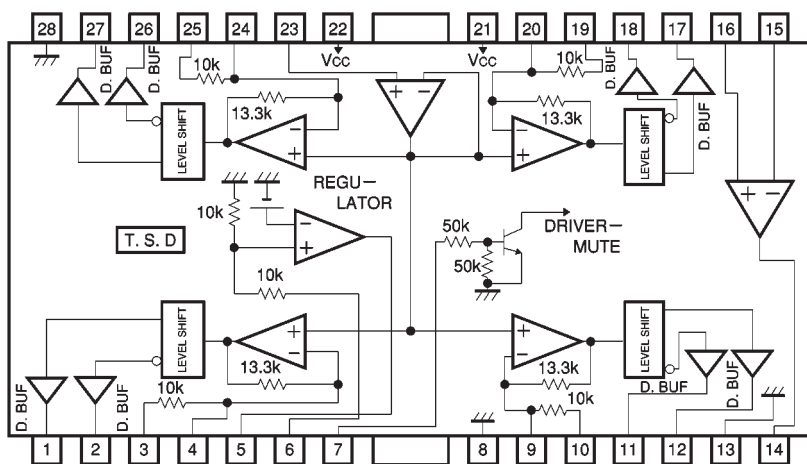 28 27 26 25 24 23 22 21 20 19 18 17 16 15
D. BUF D. BUF 10k VCC VCC 10k D. BUF D. BUF
13.3k 13.3k
+ − + −
− −
+ +
LEVEL SHIFT LEVEL SHIFT
REGU-
LATOR
10k − +
T. S. D
50k DRIVER-
MUTE
50k
10k
LEVEL SHIFT + − + − LEVEL SHIFT
13.3k 13.3k
10k 10k
D. BUF D. BUF D. BUF D. BUF
+ −
1 2 3 4 5 6 7 8 9 10 11 12 13 14